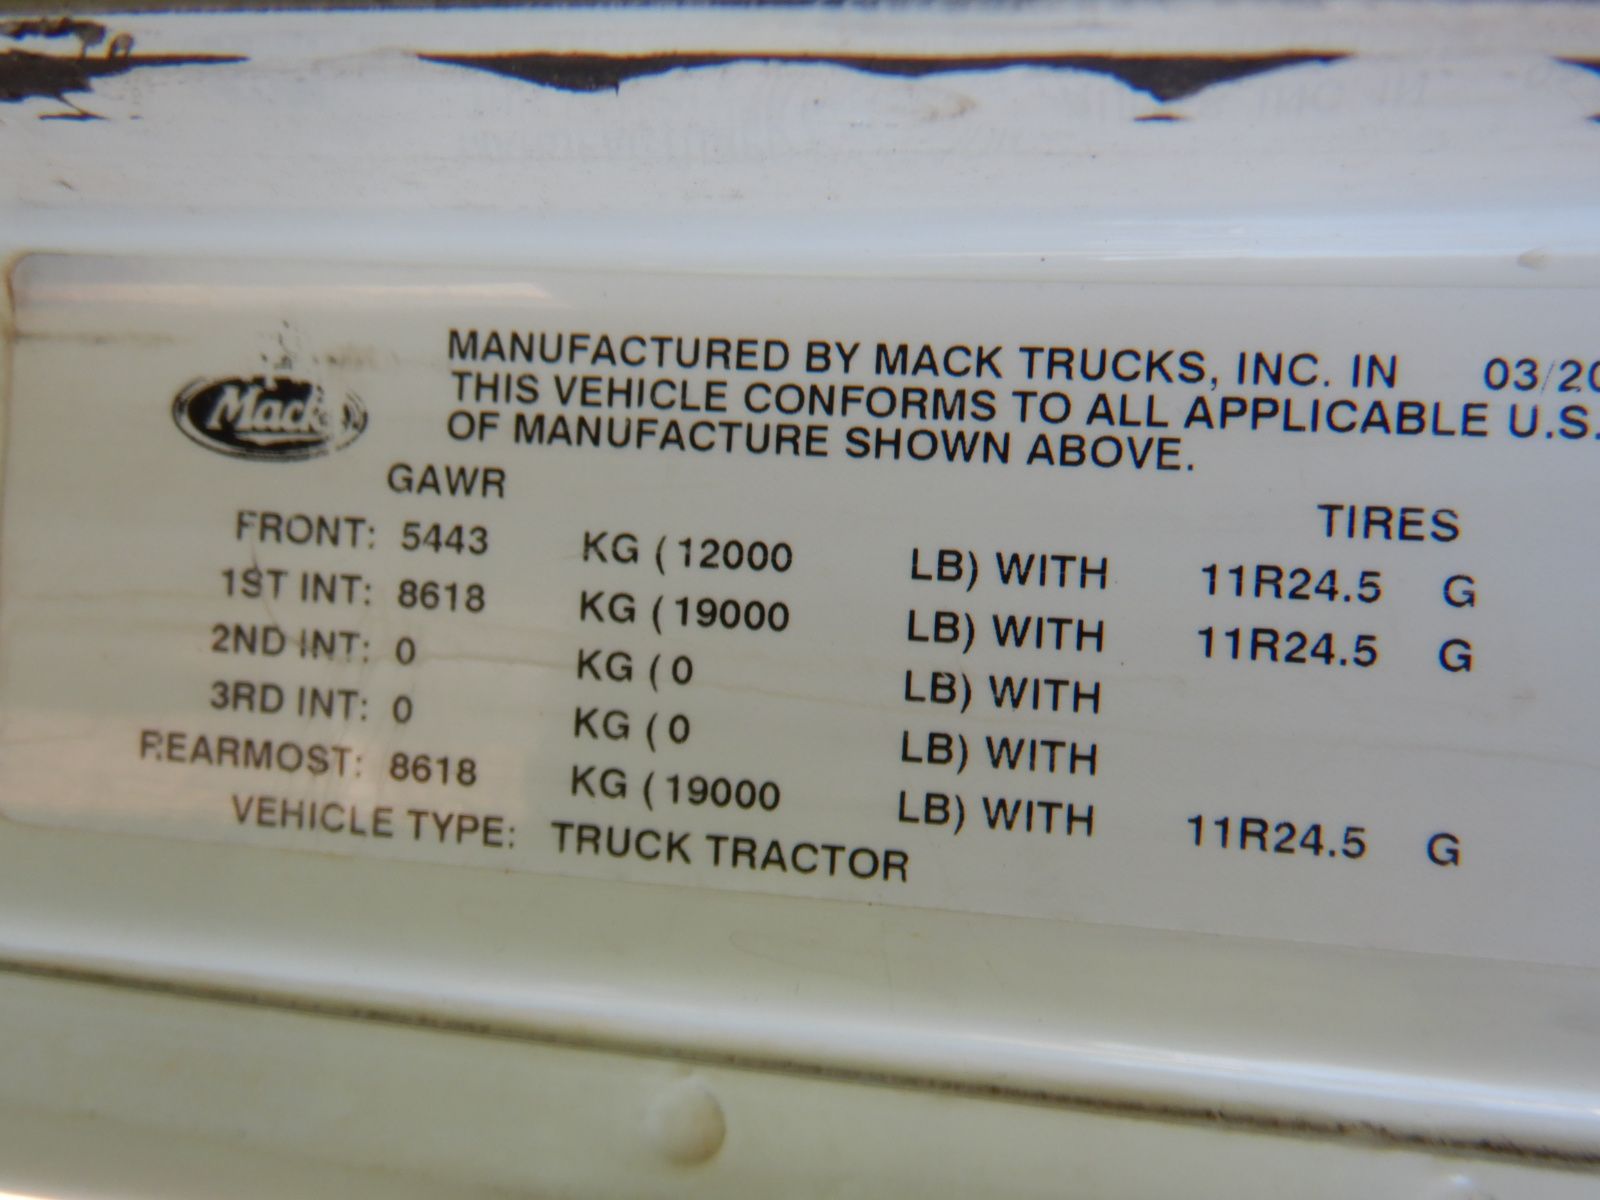 Mack
MANUFACTURED BY MACK TRUCKS, INC. IN 03/20
THIS VEHICLE CONFORMS TO ALL APPLICABLE U.S.
OF MANUFACTURE SHOWN ABOVE.
GAWR TIRES
FRONT: 5443 KG (12000 LB) WITH 11R24.5 G
1ST INT: 8618 KG (19000 LB) WITH 11R24.5 G
2ND INT: 0 KG (0 LB) WITH
3RD INT: 0 KG (0 LB) WITH
REARMOST: 8618 KG (19000 LB) WITH 11R24.5 G
VEHICLE TYPE: TRUCK TRACTOR